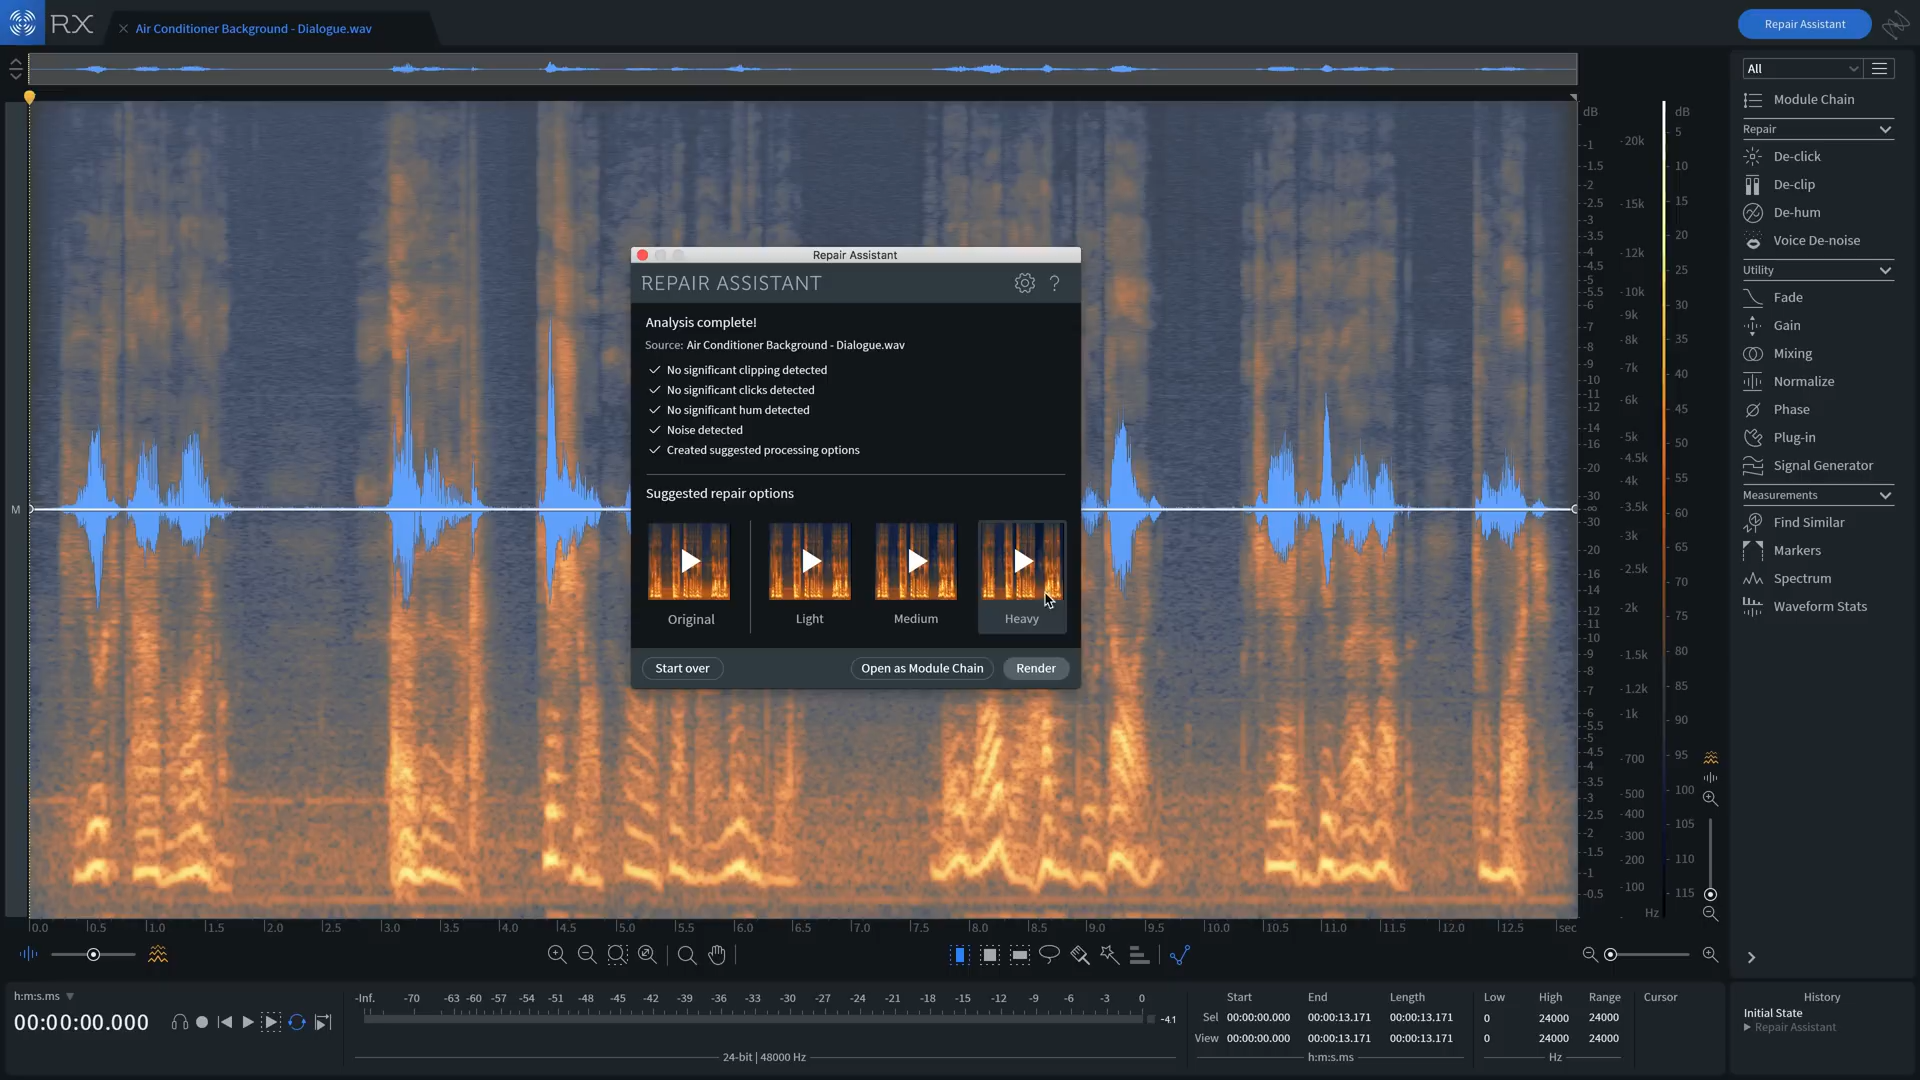 RX
Air Conditioner Background - Dialogue.wav
Repair Assistant
All
Module Chain
Repair
De-click
De-clip
De-hum
Voice De-noise
Utility
Fade
Gain
Mixing
Normalize
Phase
Plug-in
Signal Generator
Measurements
Find Similar
Markers
Spectrum
Waveform Stats
Repair Assistant
REPAIR ASSISTANT
?
Analysis complete!
Source: Air Conditioner Background - Dialogue.wav
No significant clipping detected
No significant clicks detected
No significant hum detected
Noise detected
Created suggested processing options
Suggested repair options
Original Light Medium Heavy
Start over Open as Module Chain Render
M
dB
-1
-1.5
-2
-2.5
-3
-3.5
-4
-4.5
-5
-5.5
-6
-7
-8
-9
-10
-11
-12
-14
-16
-20
-30
-∞
-30
-20
-16
-14
-12
-11
-10
-9
-8
-7
-6
-5.5
-5
-4.5
-4
-3.5
-3
-2.5
-2
-1.5
-1
-0.5
-20k
-15k
-12k
-10k
-9k
-8k
-7k
-6k
-5k
-4.5k
-4k
-3.5k
-3k
-2.5k
-2k
-1.5k
-1.2k
-1k
-700
-500
-400
-300
-200
-100
Hz
dB
5
10
15
20
25
30
35
40
45
50
55
60
65
70
75
80
85
90
95
100
105
110
115
0.0 0.5 1.0 1.5 2.0 2.5 3.0 3.5 4.0 4.5 5.0 5.5 6.0 6.5 7.0 7.5 8.0 8.5 9.0 9.5 10.0 10.5 11.0 11.5 12.0 12.5 sec
h:m:s.ms
00:00:00.000
-Inf. -70 -63 -60 -57 -54 -51 -48 -45 -42 -39 -36 -33 -30 -27 -24 -21 -18 -15 -12 -9 -6 -3 0
-4.1
24-bit | 48000 Hz
Start End Length Low High Range Cursor
Sel 00:00:00.000 00:00:13.171 00:00:13.171 0 24000 24000
View 00:00:00.000 00:00:13.171 00:00:13.171 0 24000 24000
h:m:s.ms Hz
History
Initial State
Repair Assistant